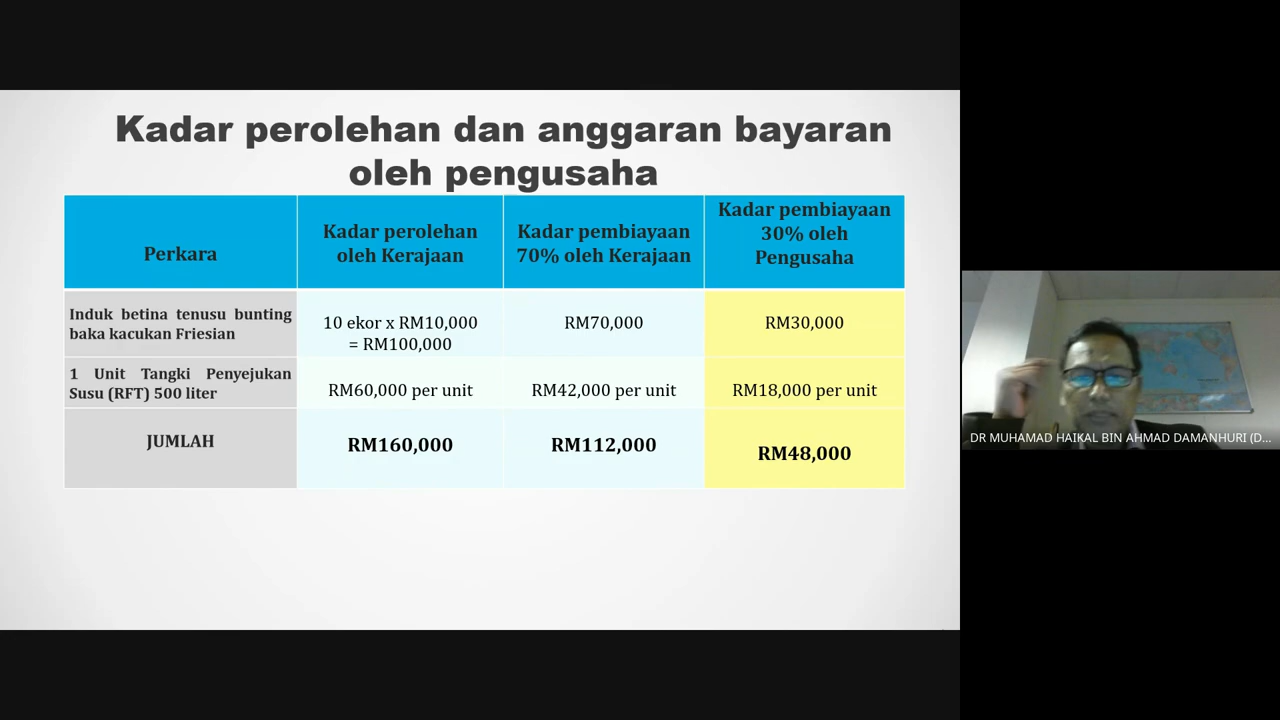 Kadar perolehan dan anggaran bayaran
oleh pengusaha
Perkara
Kadar perolehan
oleh Kerajaan
Kadar pembiayaan
70% oleh Kerajaan
Kadar pembiayaan
30% oleh
Pengusaha
Induk betina tenusu bunting
baka kacukan Friesian
10 ekor x RM10,000
= RM100,000
RM70,000
RM30,000
1 Unit Tangki Penyejukan
Susu (RFT) 500 liter
RM60,000 per unit
RM42,000 per unit
RM18,000 per unit
JUMLAH
RM160,000
RM112,000
RM48,000
DR MUHAMAD HAIKAL BIN AHMAD DAMANHURI (D...